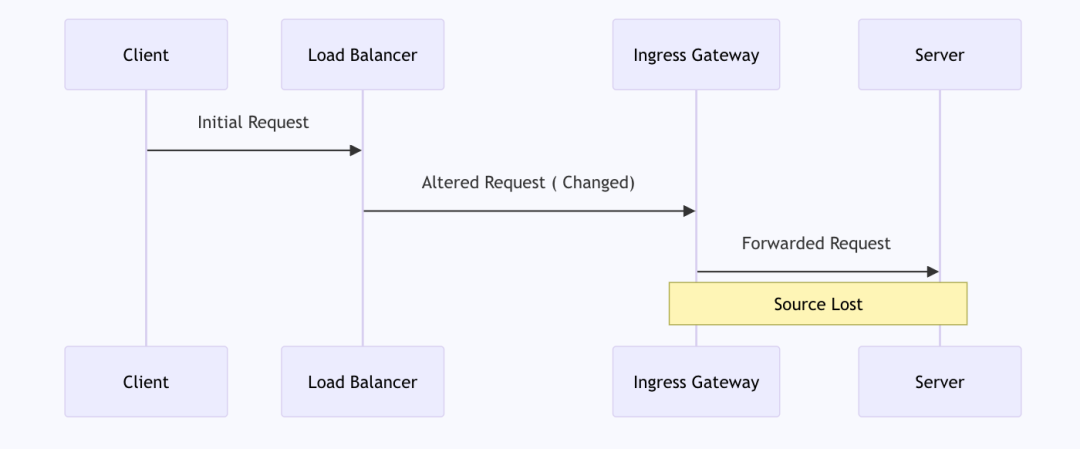 Client
Load Balancer
Ingress Gateway
Server
Initial Request
Altered Request ( Changed)
Forwarded Request
Source Lost
Client
Load Balancer
Ingress Gateway
Server